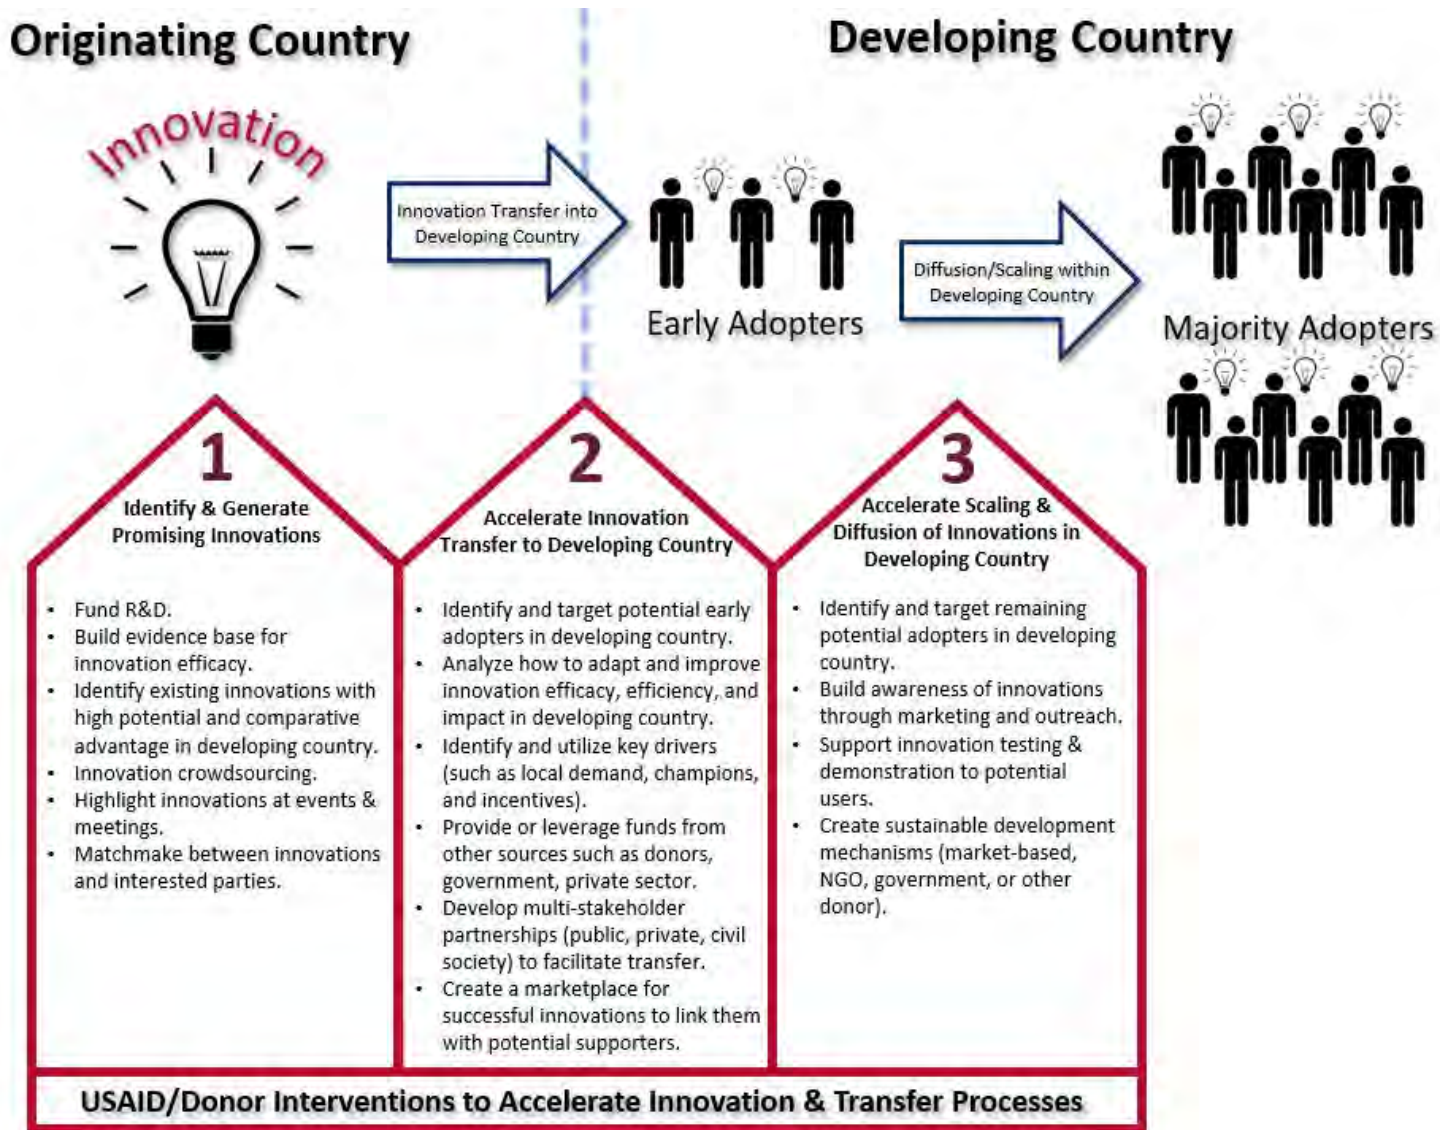 Originating Country
Developing Country
Innovation
Innovation Transfer into
Developing Country
Early Adopters
Diffusion/Scaling within
Developing Country
Majority Adopters
1
Identify & Generate
Promising Innovations
• Fund R&D.
• Build evidence base for
innovation efficacy.
• Identify existing innovations with
high potential and comparative
advantage in developing country.
• Innovation crowdsourcing.
• Highlight innovations at events &
meetings.
• Matchmake between innovations
and interested parties.
2
Accelerate Innovation
Transfer to Developing Country
• Identify and target potential early
adopters in developing country.
• Analyze how to adapt and improve
innovation efficacy, efficiency, and
impact in developing country.
• Identify and utilize key drivers
(such as local demand, champions,
and incentives).
• Provide or leverage funds from
other sources such as donors,
government, private sector.
• Develop multi-stakeholder
partnerships (public, private, civil
society) to facilitate transfer.
• Create a marketplace for
successful innovations to link them
with potential supporters.
3
Accelerate Scaling &
Diffusion of Innovations in
Developing Country
• Identify and target remaining
potential adopters in developing
country.
• Build awareness of innovations
through marketing and outreach.
• Support innovation testing &
demonstration to potential
users.
• Create sustainable development
mechanisms (market-based,
NGO, government, or other
donor).
USAID/Donor Interventions to Accelerate Innovation & Transfer Processes